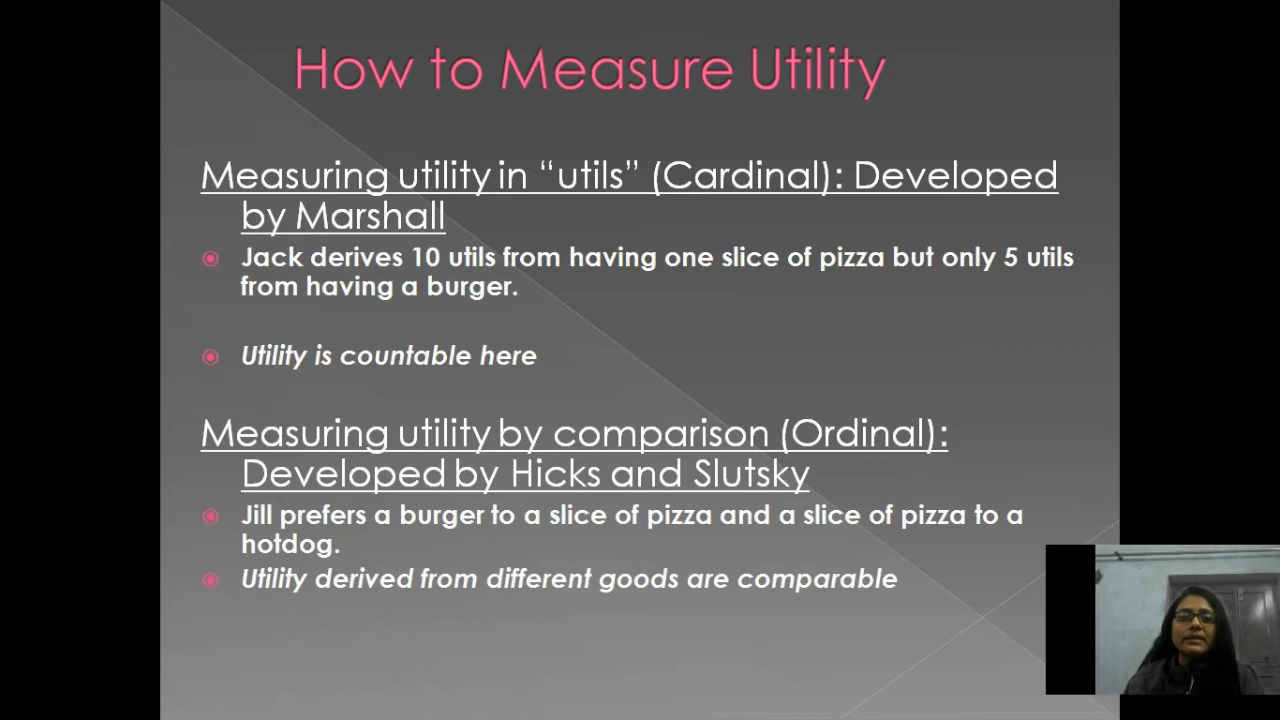 How to Measure Utility
Measuring utility in “utils” (Cardinal): Developed
by Marshall
Jack derives 10 utils from having one slice of pizza but only 5 utils
from having a burger.
Utility is countable here
Measuring utility by comparison (Ordinal):
Developed by Hicks and Slutsky
Jill prefers a burger to a slice of pizza and a slice of pizza to a
hotdog.
Utility derived from different goods are comparable